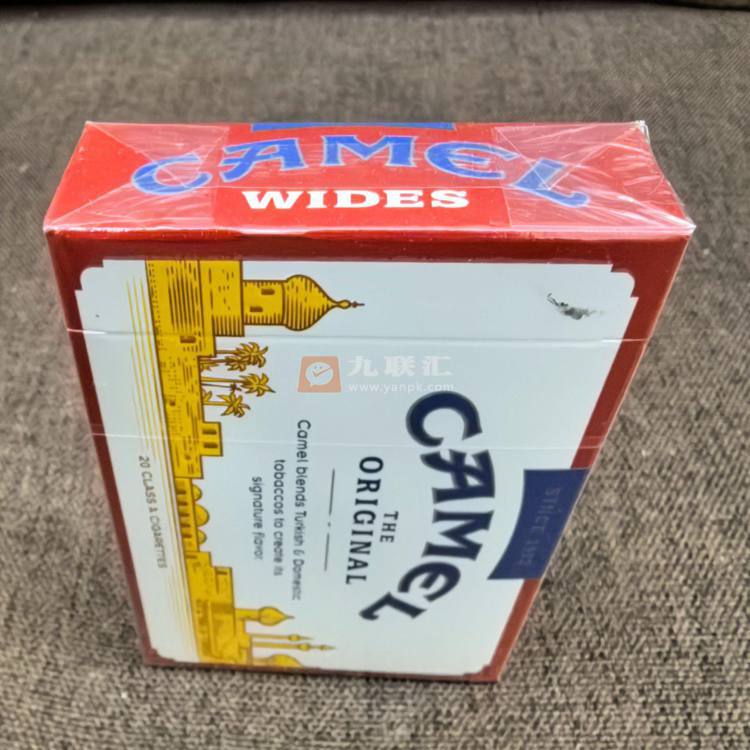 CAMEL
WIDES
CAMEL
THE
ORIGINAL
Camel blends Turkish & Domestic
tobaccos to create its
signature flavor.
20 CLASS A CIGARETTES
SINCE 1913
九联汇
www.yanpk.com